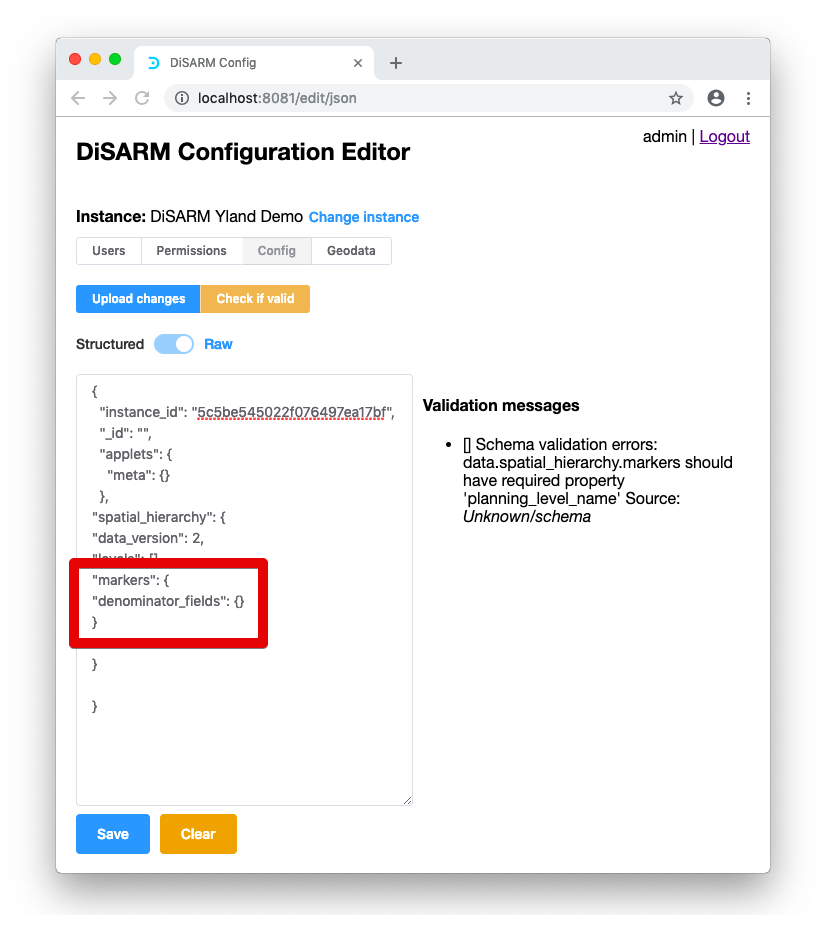 DiSARM Config
localhost:8081/edit/json
admin | Logout
DiSARM Configuration Editor
Instance: DiSARM Yland Demo Change instance
Users Permissions Config Geodata
Upload changes Check if valid
Structured Raw
{
"instance_id": "5c5be545022f076497ea17bf",
"_id": "",
"applets": {
"meta": {}
},
"spatial_hierarchy": {
"data_version": 2,
"levels": []
"markers": {
"denominator_fields": {}
}
}
}
Validation messages
• [] Schema validation errors:
data.spatial_hierarchy.markers should
have required property
'planning_level_name' Source:
Unknown/schema
Save Clear